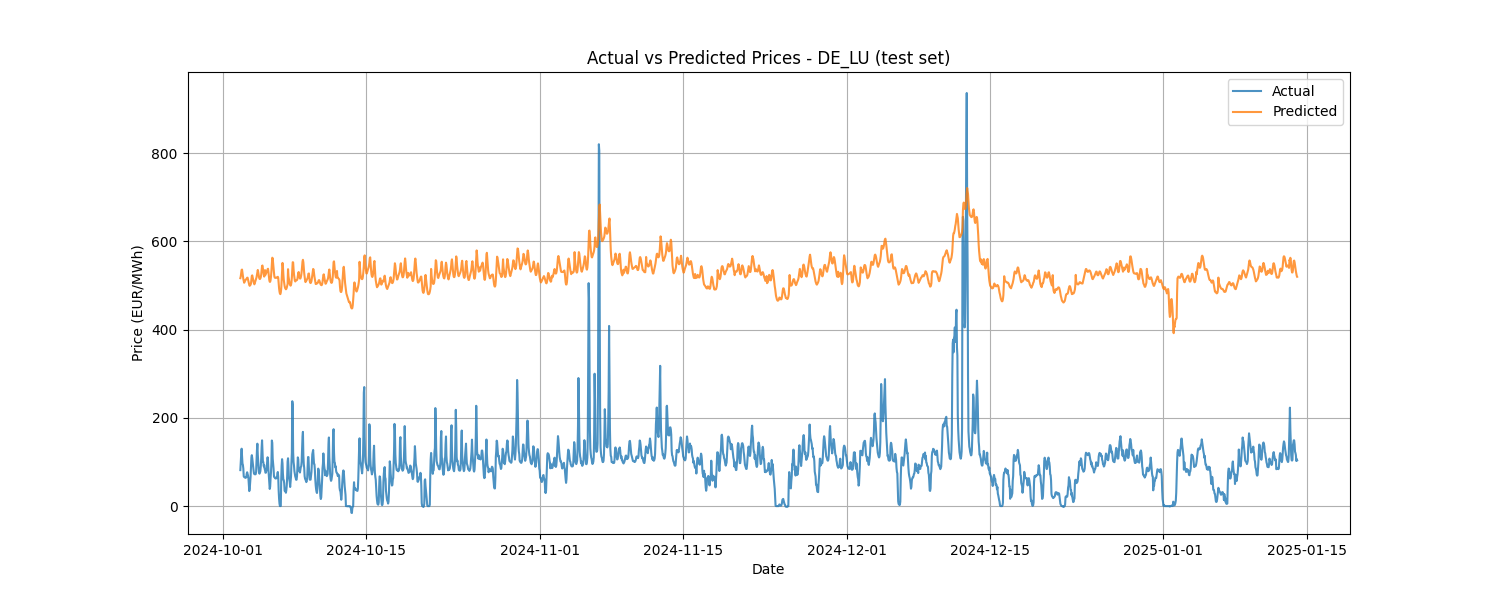 Actual vs Predicted Prices - DE_LU (test set)
Actual
Predicted
Price (EUR/MWh)
800
600
400
200
0
2024-10-01 2024-10-15 2024-11-01 2024-11-15 2024-12-01 2024-12-15 2025-01-01 2025-01-15
Date